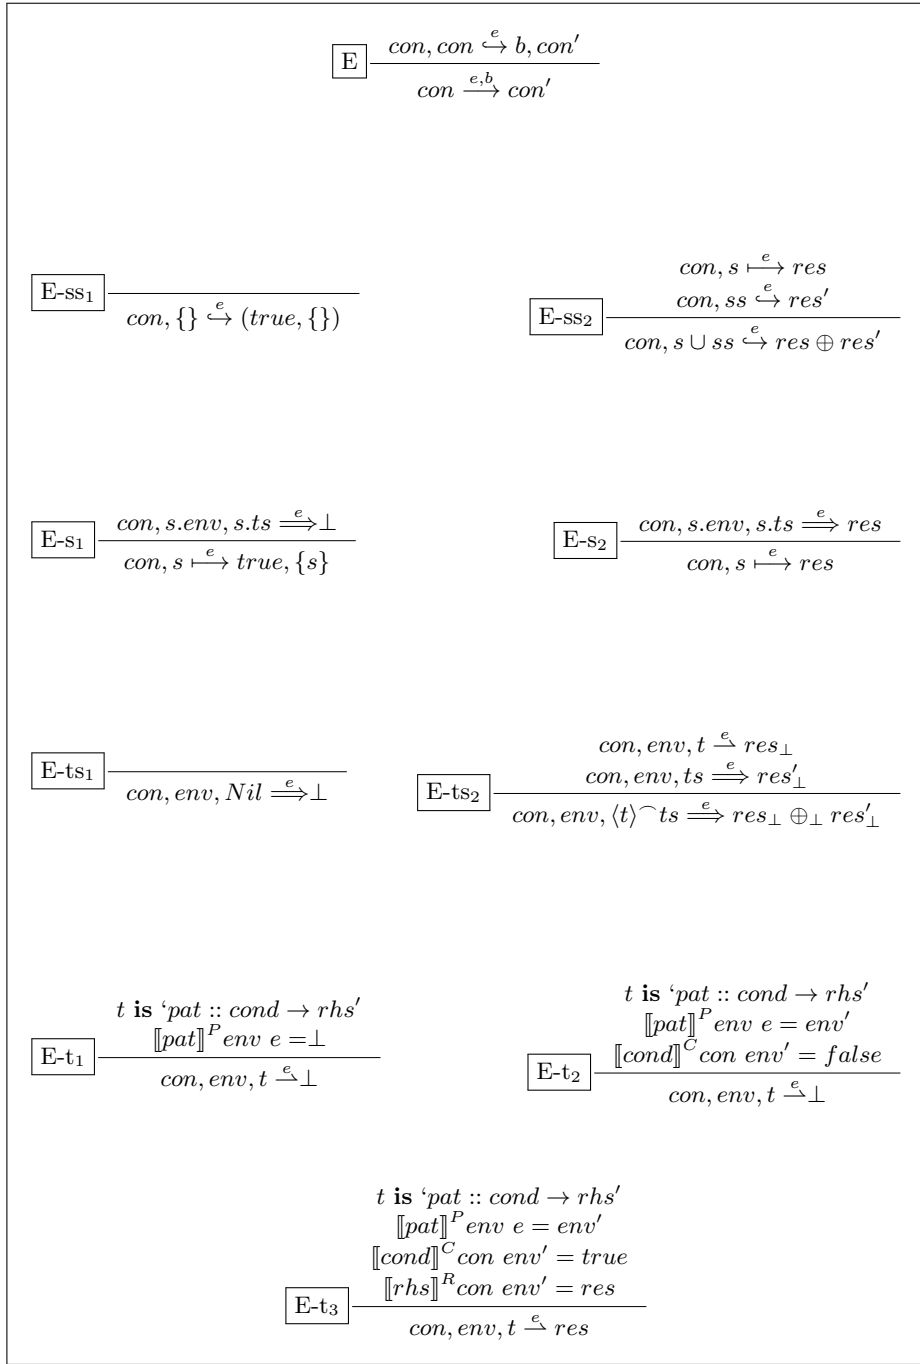 E con, con ↪ᵉ b, con′
con ⟶ᵉ,ᵇ con′
E-ss₁ con, {} ↪ᵉ (true, {})
con, s ⟼ᵉ res
con, ss ↪ᵉ res′
E-ss₂ con, s ∪ ss ↪ᵉ res ⊕ res′
E-s₁ con, s.env, s.ts ⟹ᵉ ⊥
con, s ⟼ᵉ true, {s}
E-s₂ con, s.env, s.ts ⟹ᵉ res
con, s ⟼ᵉ res
E-ts₁ con, env, Nil ⟹ᵉ ⊥
con, env, t ⇀ᵉ res⊥
con, env, ts ⟹ᵉ res′⊥
E-ts₂ con, env, ⟨t⟩⌢ts ⟹ᵉ res⊥ ⊕⊥ res′⊥
t is ‘pat :: cond → rhs′
⟦pat⟧ᴾ env e = ⊥
E-t₁ con, env, t ⇀ᵉ ⊥
t is ‘pat :: cond → rhs′
⟦pat⟧ᴾ env e = env′
⟦cond⟧ᶜ con env′ = false
E-t₂ con, env, t ⇀ᵉ ⊥
t is ‘pat :: cond → rhs′
⟦pat⟧ᴾ env e = env′
⟦cond⟧ᶜ con env′ = true
⟦rhs⟧ᴿ con env′ = res
E-t₃ con, env, t ⇀ᵉ res